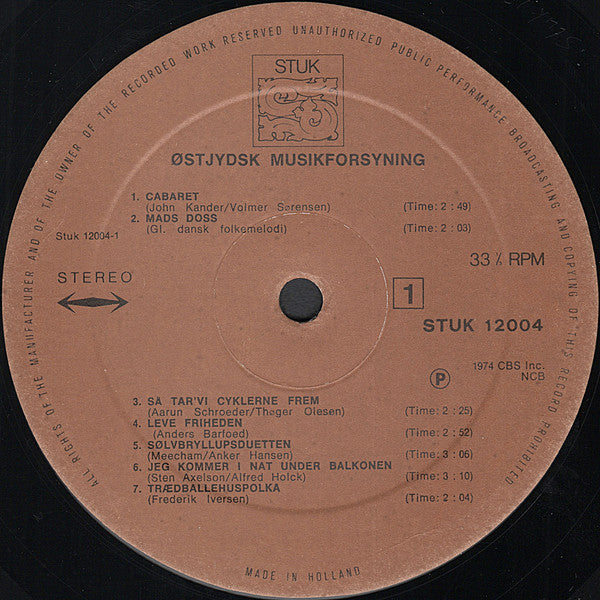 ALL RIGHTS OF THE MANUFACTURER AND OF THE OWNER OF THE RECORDED WORK RESERVED UNAUTHORIZED PUBLIC PERFORMANCE BROADCASTING AND COPYING OF THIS RECORD PROHIBITED
STUK
ØSTJYDSK MUSIKFORSYNING
1. CABARET
(John Kander/Volmer Sørensen) (Time: 2 : 49)
2. MADS DOSS
(Gl. dansk folkemelodi) (Time: 2 : 03)
Stuk 12004-1
STEREO
33⅓ RPM
1
STUK 12004
P 1974 CBS Inc.
NCB
3. SA TAR'VI CYKLERNE FREM
(Aarun Schroeder/Thøger Olesen) (Time: 2 : 25)
4. LEVE FRIHEDEN
(Anders Barfoed) (Time: 2 : 52)
5. SØLVBRYLLUPSDUETTEN
(Meecham/Anker Hansen) (Time: 3 : 06)
6. JEG KOMMER I NAT UNDER BALKONEN
(Sten Axelson/Alfred Holck) (Time: 3 : 10)
7. TRÆDBALLEHUSPOLKA
(Frederik Iversen) (Time: 2 : 04)
MADE IN HOLLAND